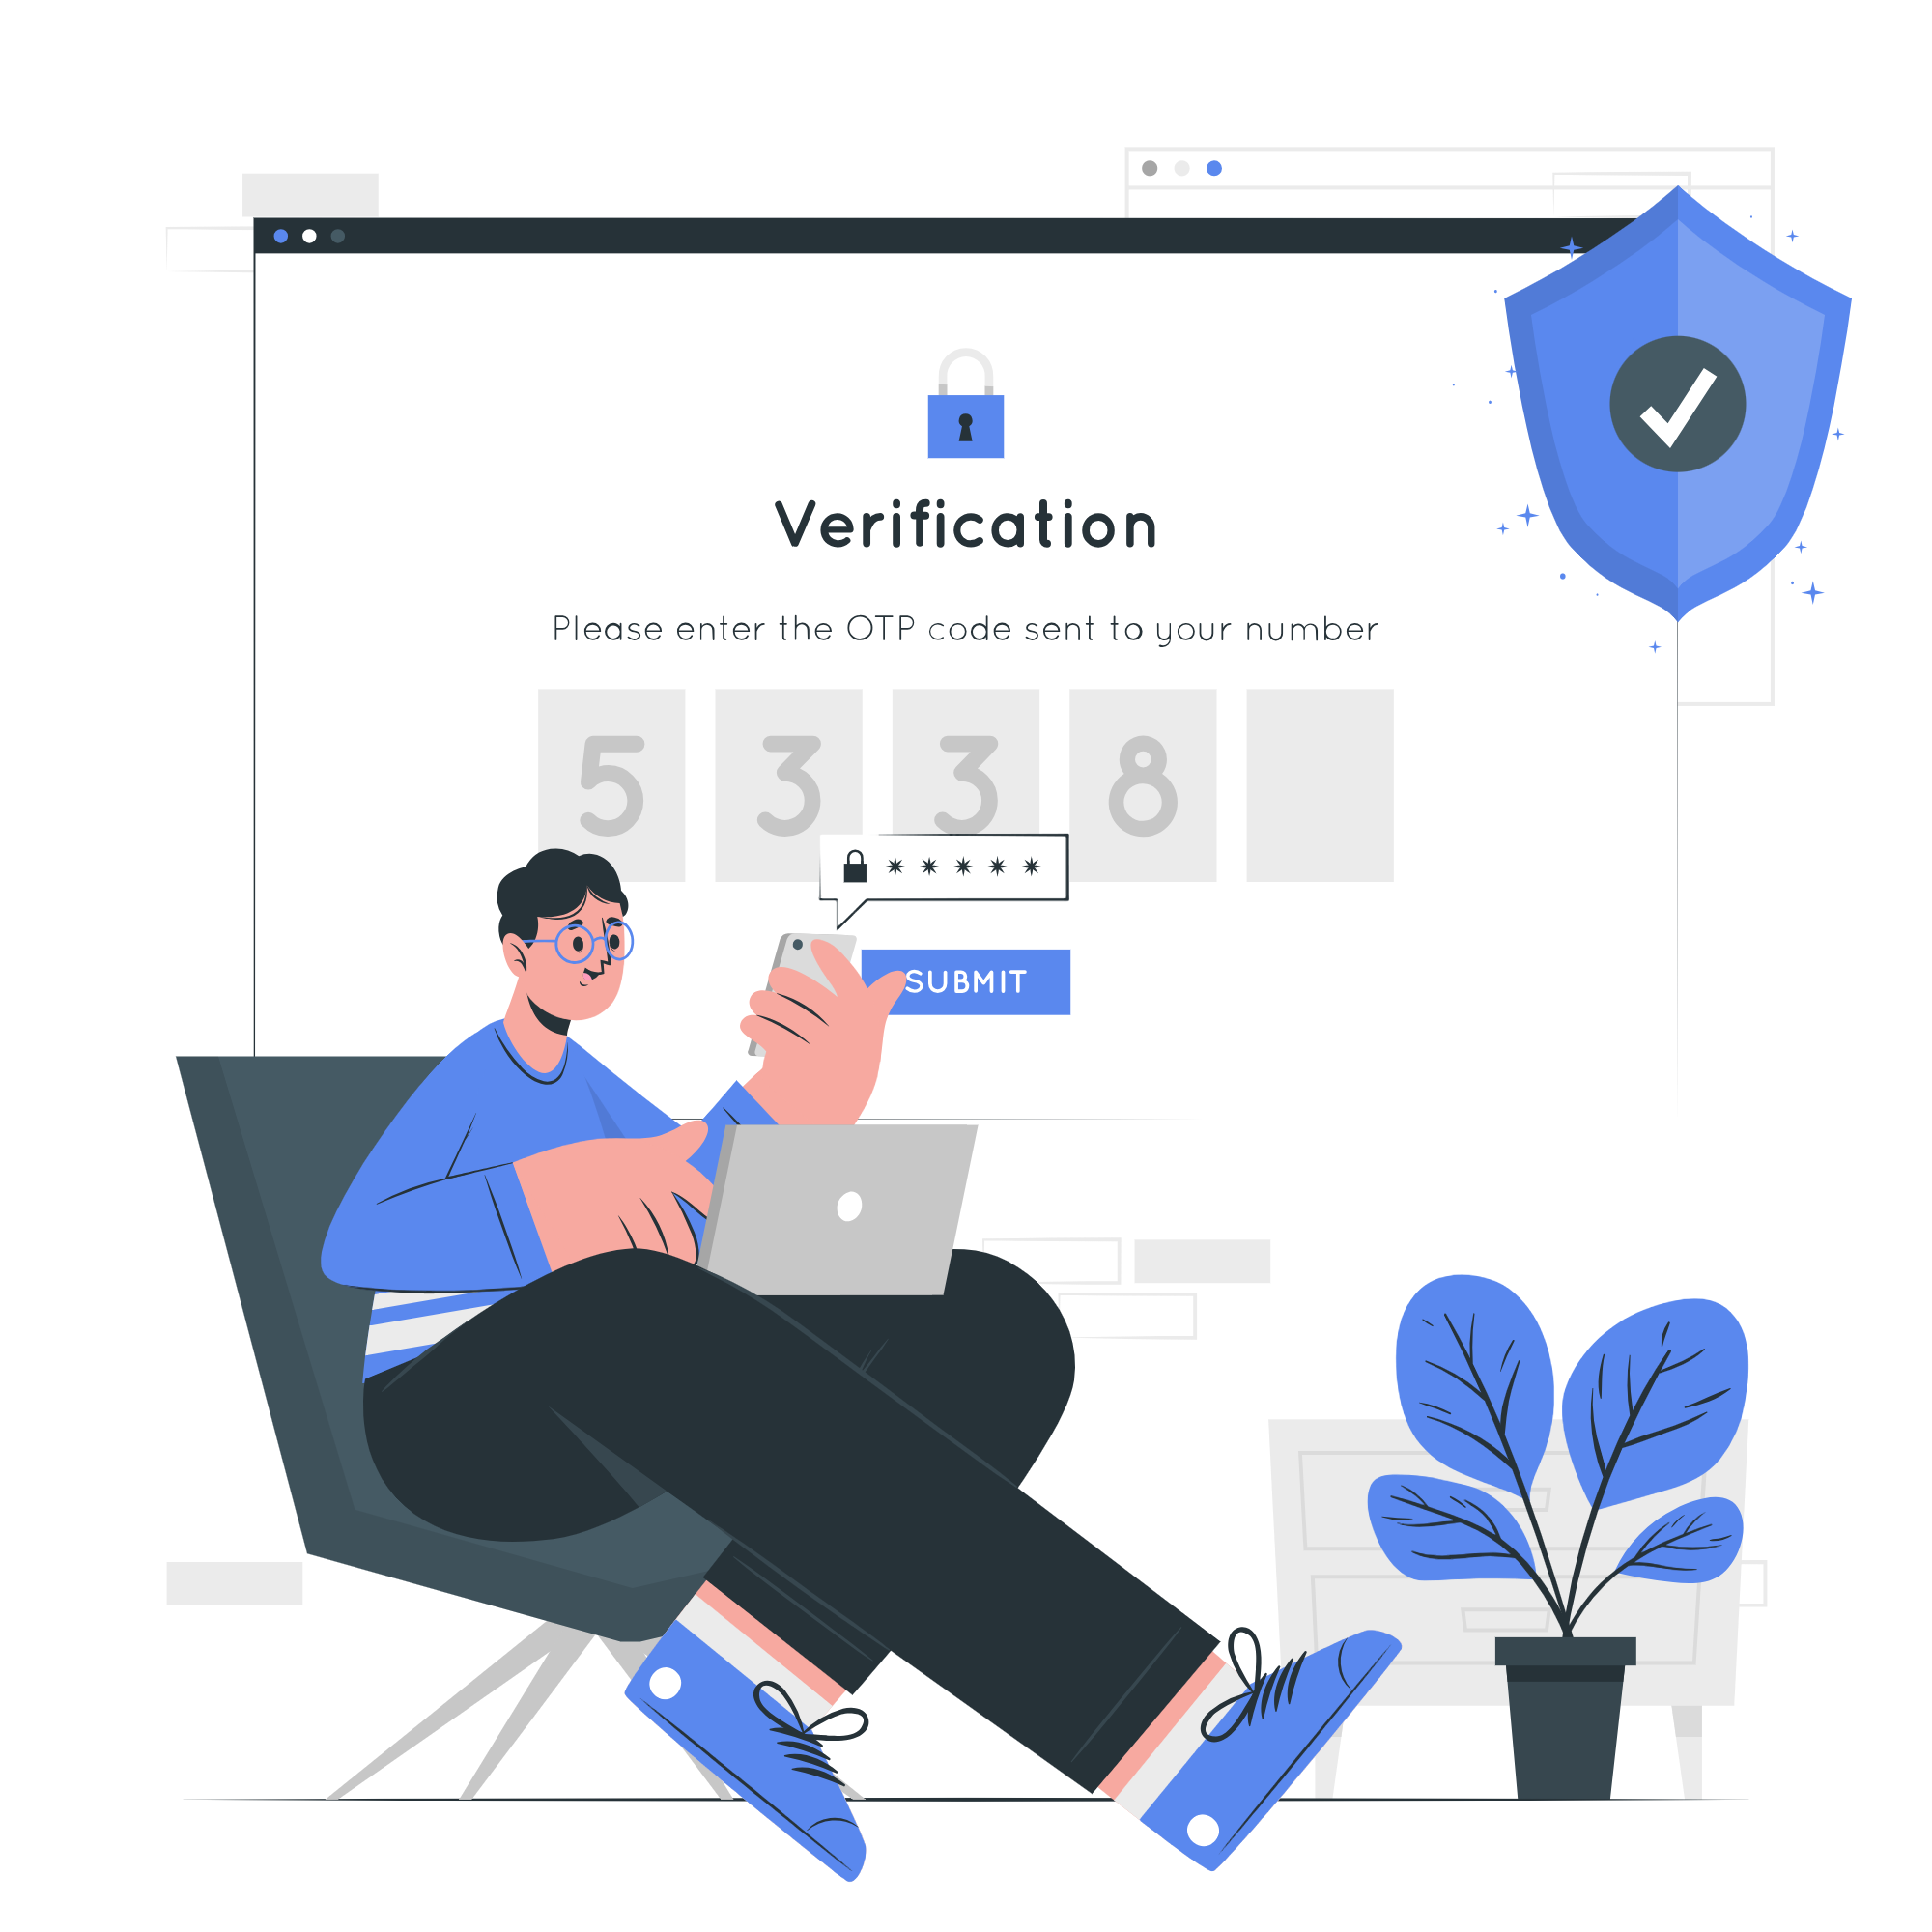 Verification
Please enter the OTP code sent to your number
5 3 3 8
*****
SUBMIT